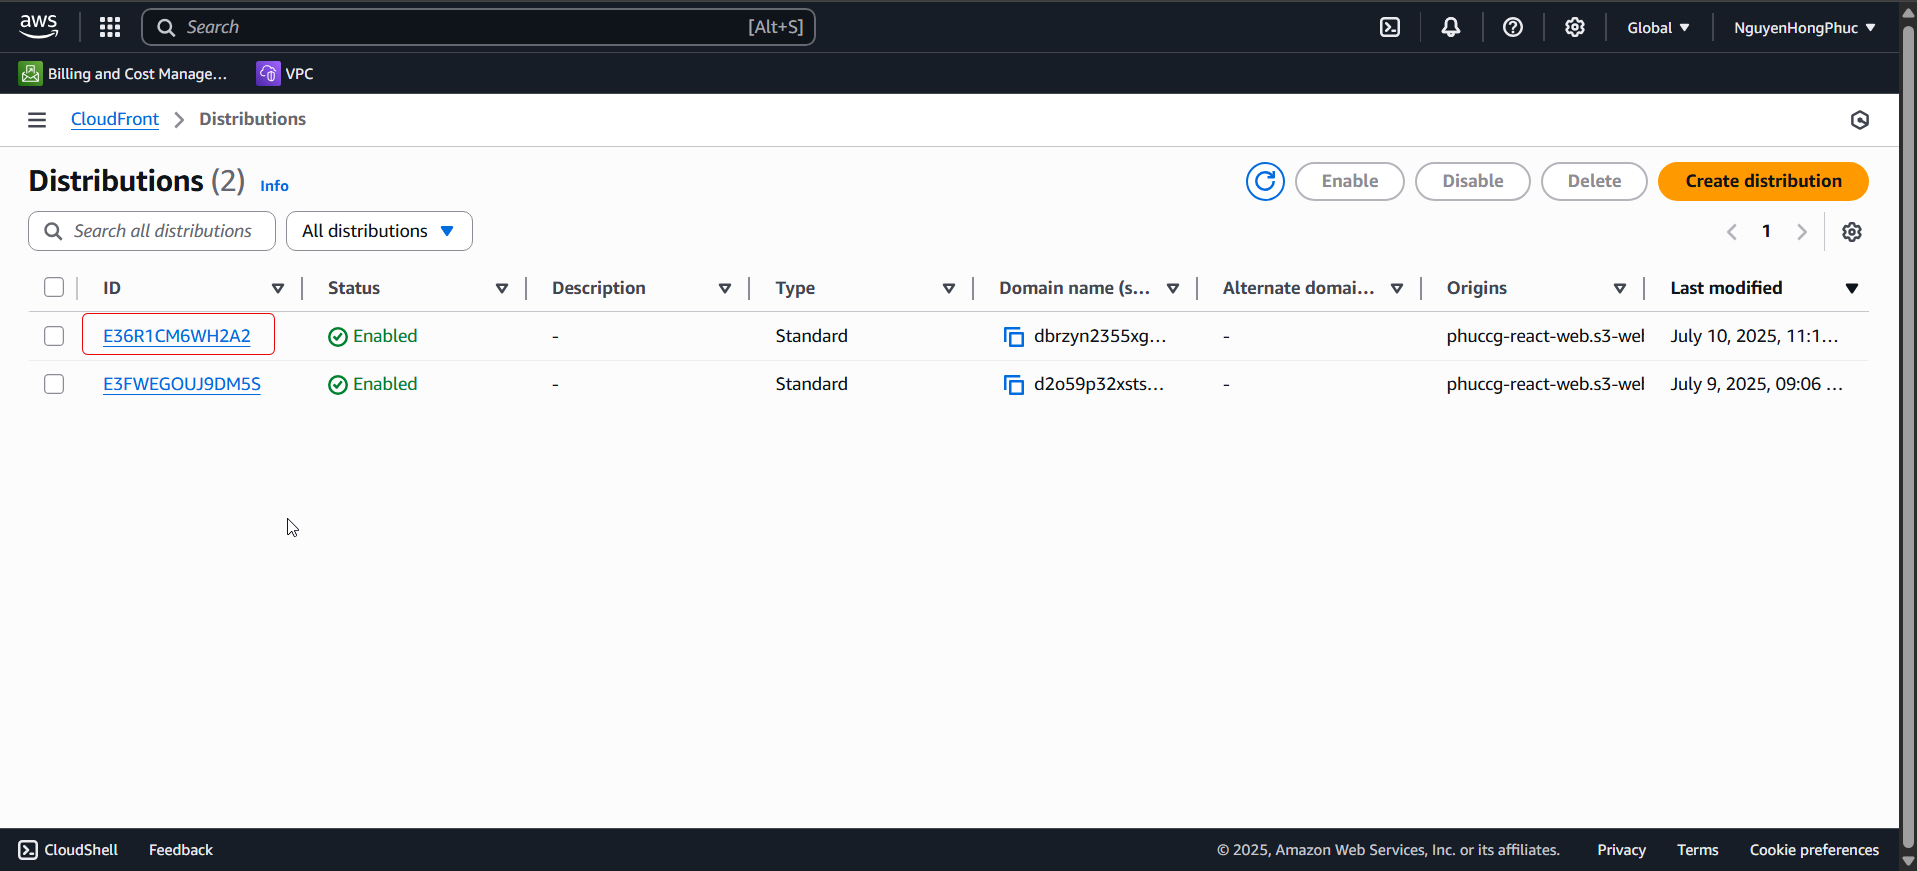 aws
Search [Alt+S] Global NguyenHongPhuc
Billing and Cost Manage... VPC
CloudFront Distributions
Distributions (2) Info Enable Disable Delete Create distribution
Search all distributions All distributions 1
ID Status Description Type Domain name (s... Alternate domai... Origins Last modified
E36R1CM6WH2A2 Enabled - Standard dbrzyn2355xg... - phuccg-react-web.s3-wel July 10, 2025, 11:1...
E3FWEGOUJ9DM5S Enabled - Standard d2o59p32xsts... - phuccg-react-web.s3-wel July 9, 2025, 09:06 ...
CloudShell Feedback © 2025, Amazon Web Services, Inc. or its affiliates. Privacy Terms Cookie preferences